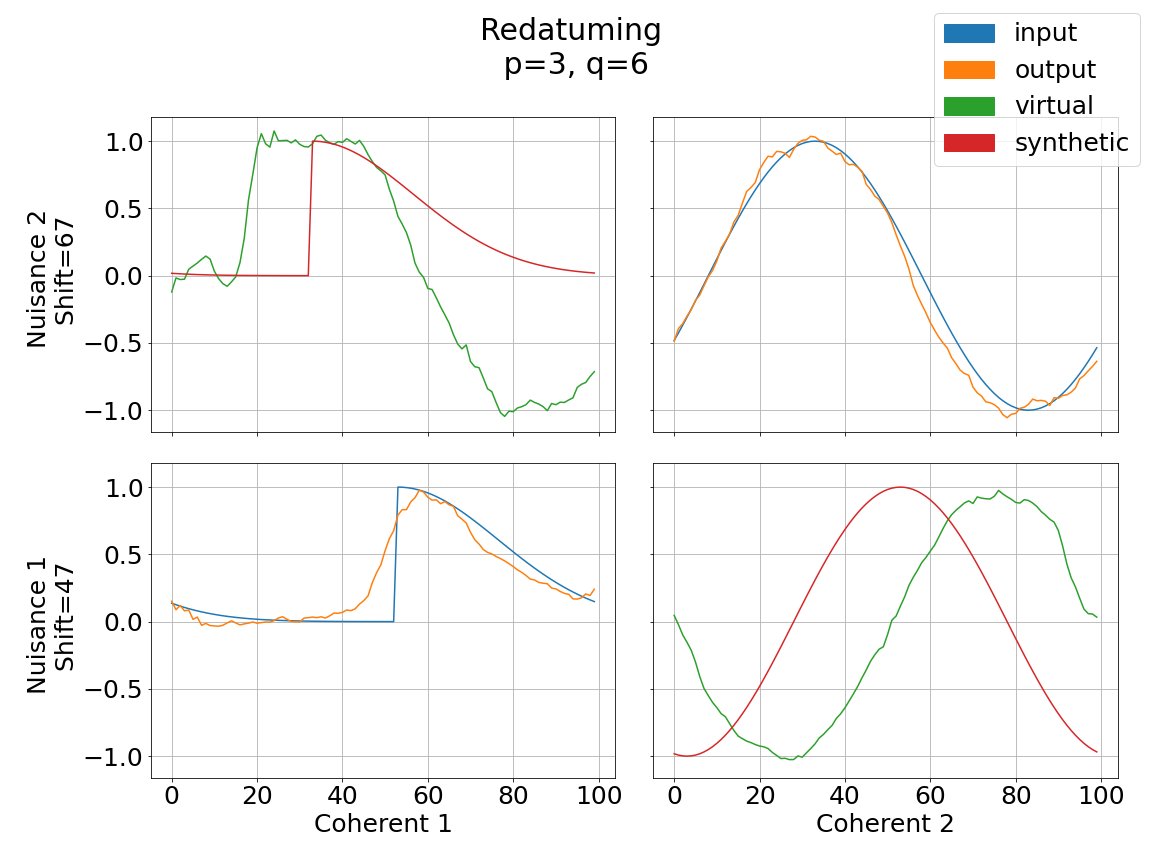 Redatuming
p=3, q=6
input
output
virtual
synthetic
Nuisance 2
Shift=67
1.0
0.5
0.0
−0.5
−1.0
Nuisance 1
Shift=47
1.0
0.5
0.0
−0.5
−1.0
0 20 40 60 80 100
Coherent 1
0 20 40 60 80 100
Coherent 2